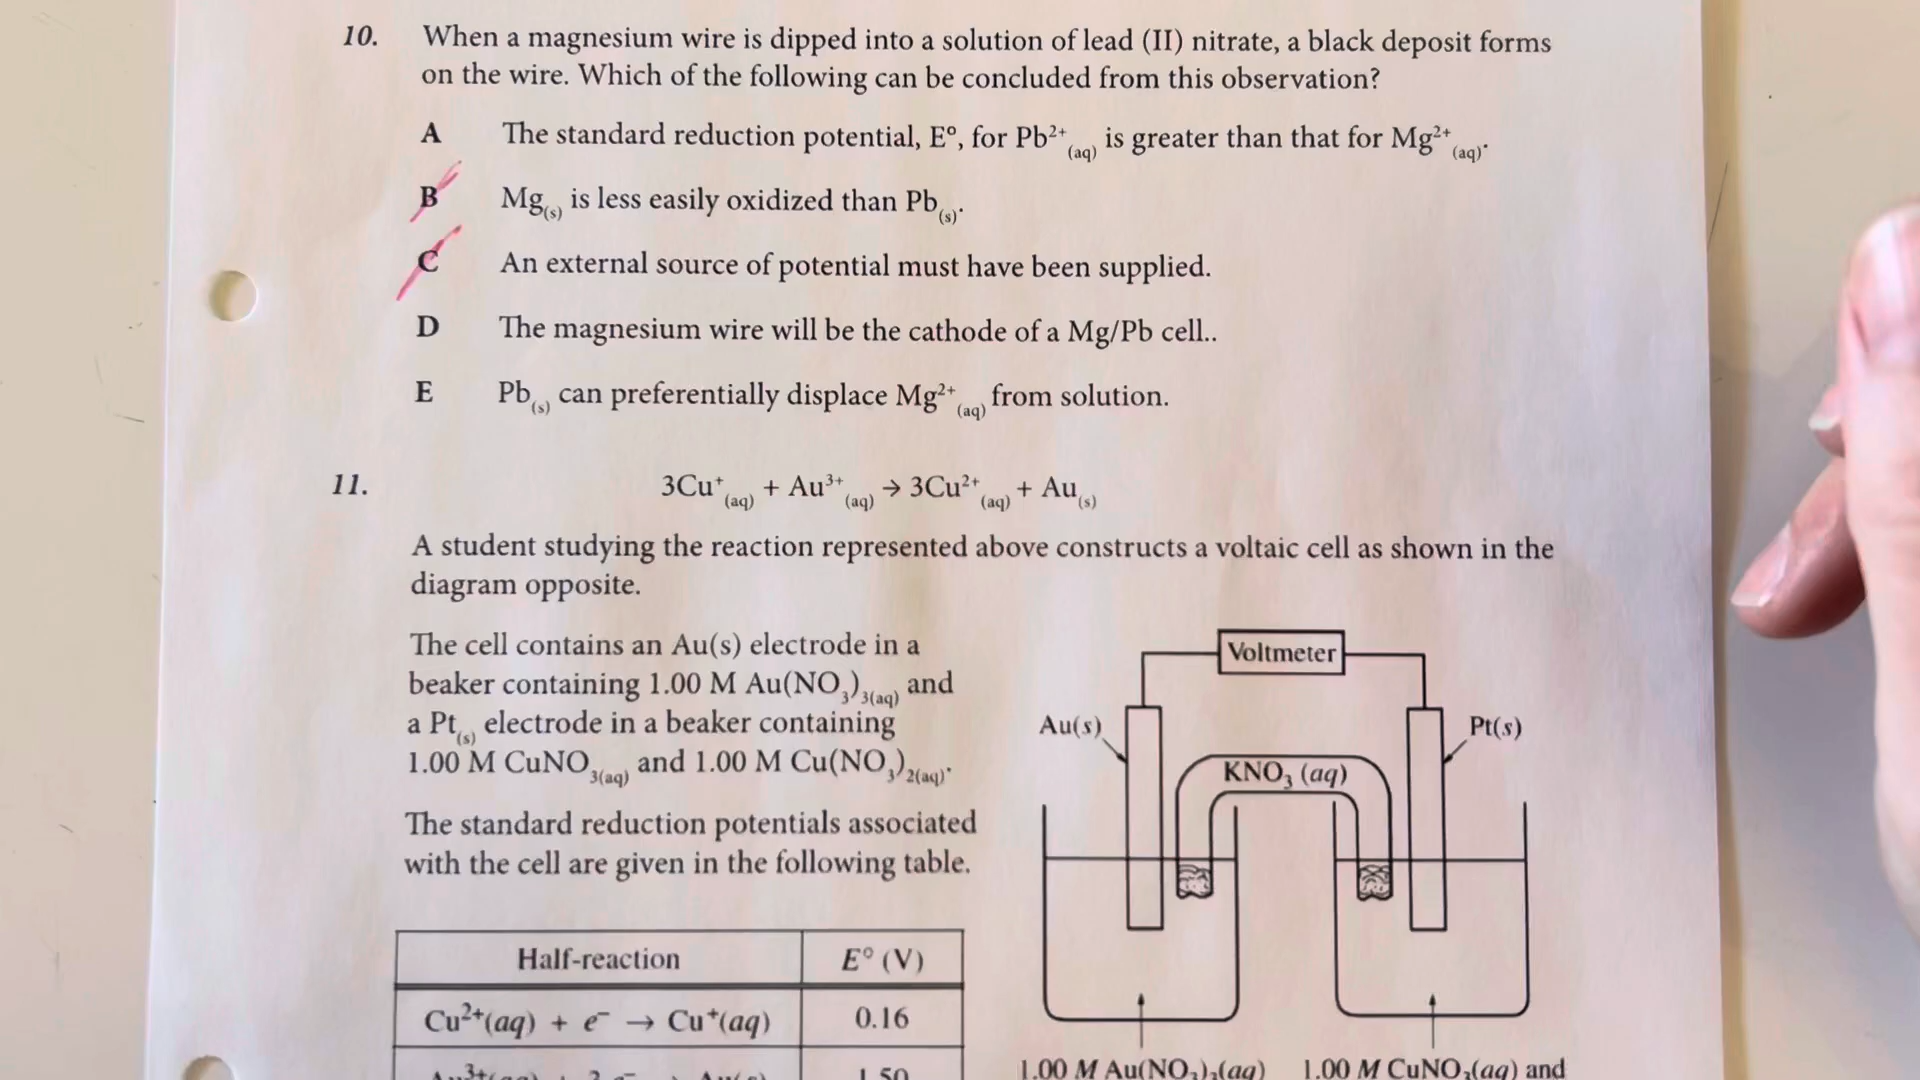 10. When a magnesium wire is dipped into a solution of lead (II) nitrate, a black deposit forms
on the wire. Which of the following can be concluded from this observation?
A The standard reduction potential, E°, for Pb²⁺(aq) is greater than that for Mg²⁺(aq).
B Mg(s) is less easily oxidized than Pb(s).
C An external source of potential must have been supplied.
D The magnesium wire will be the cathode of a Mg/Pb cell..
E Pb(s) can preferentially displace Mg²⁺(aq) from solution.
11. 3Cu⁺(aq) + Au³⁺(aq) → 3Cu²⁺(aq) + Au(s)
A student studying the reaction represented above constructs a voltaic cell as shown in the
diagram opposite.
The cell contains an Au(s) electrode in a
beaker containing 1.00 M Au(NO₃)₃(aq) and
a Pt(s) electrode in a beaker containing
1.00 M CuNO₃(aq) and 1.00 M Cu(NO₃)₂(aq).
The standard reduction potentials associated
with the cell are given in the following table.
Half-reaction E° (V)
Cu²⁺(aq) + e⁻ → Cu⁺(aq) 0.16
1.50
Voltmeter
Au(s)
Pt(s)
KNO₃ (aq)
1.00 M Au(NO₃)₃(aq)
1.00 M CuNO₃(aq) and